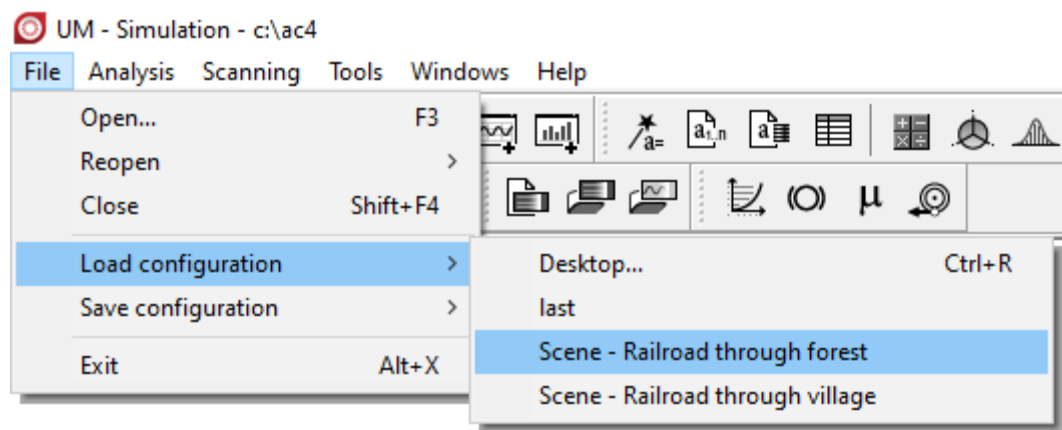 UM - Simulation - c:\ac4
File Analysis Scanning Tools Windows Help
Open... F3
Reopen
Close Shift+F4
Load configuration
Save configuration
Exit Alt+X
a=
a1..n
a
μ
Desktop... Ctrl+R
last
Scene - Railroad through forest
Scene - Railroad through village